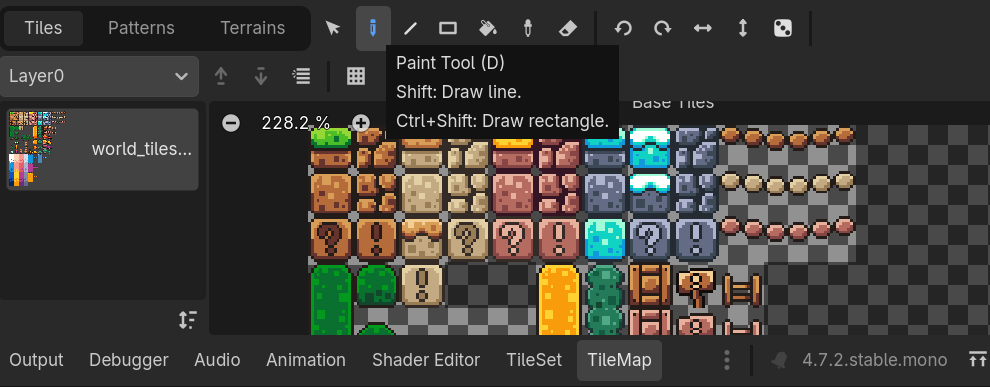 Tiles Patterns Terrains
Paint Tool (D)
Layer0
Shift: Draw line.
Base Tiles
228.2 %
Ctrl+Shift: Draw rectangle.
world_tiles...
? ! ? ? ! ? !
!
Output Debugger Audio Animation Shader Editor TileSet TileMap 4.7.2.stable.mono